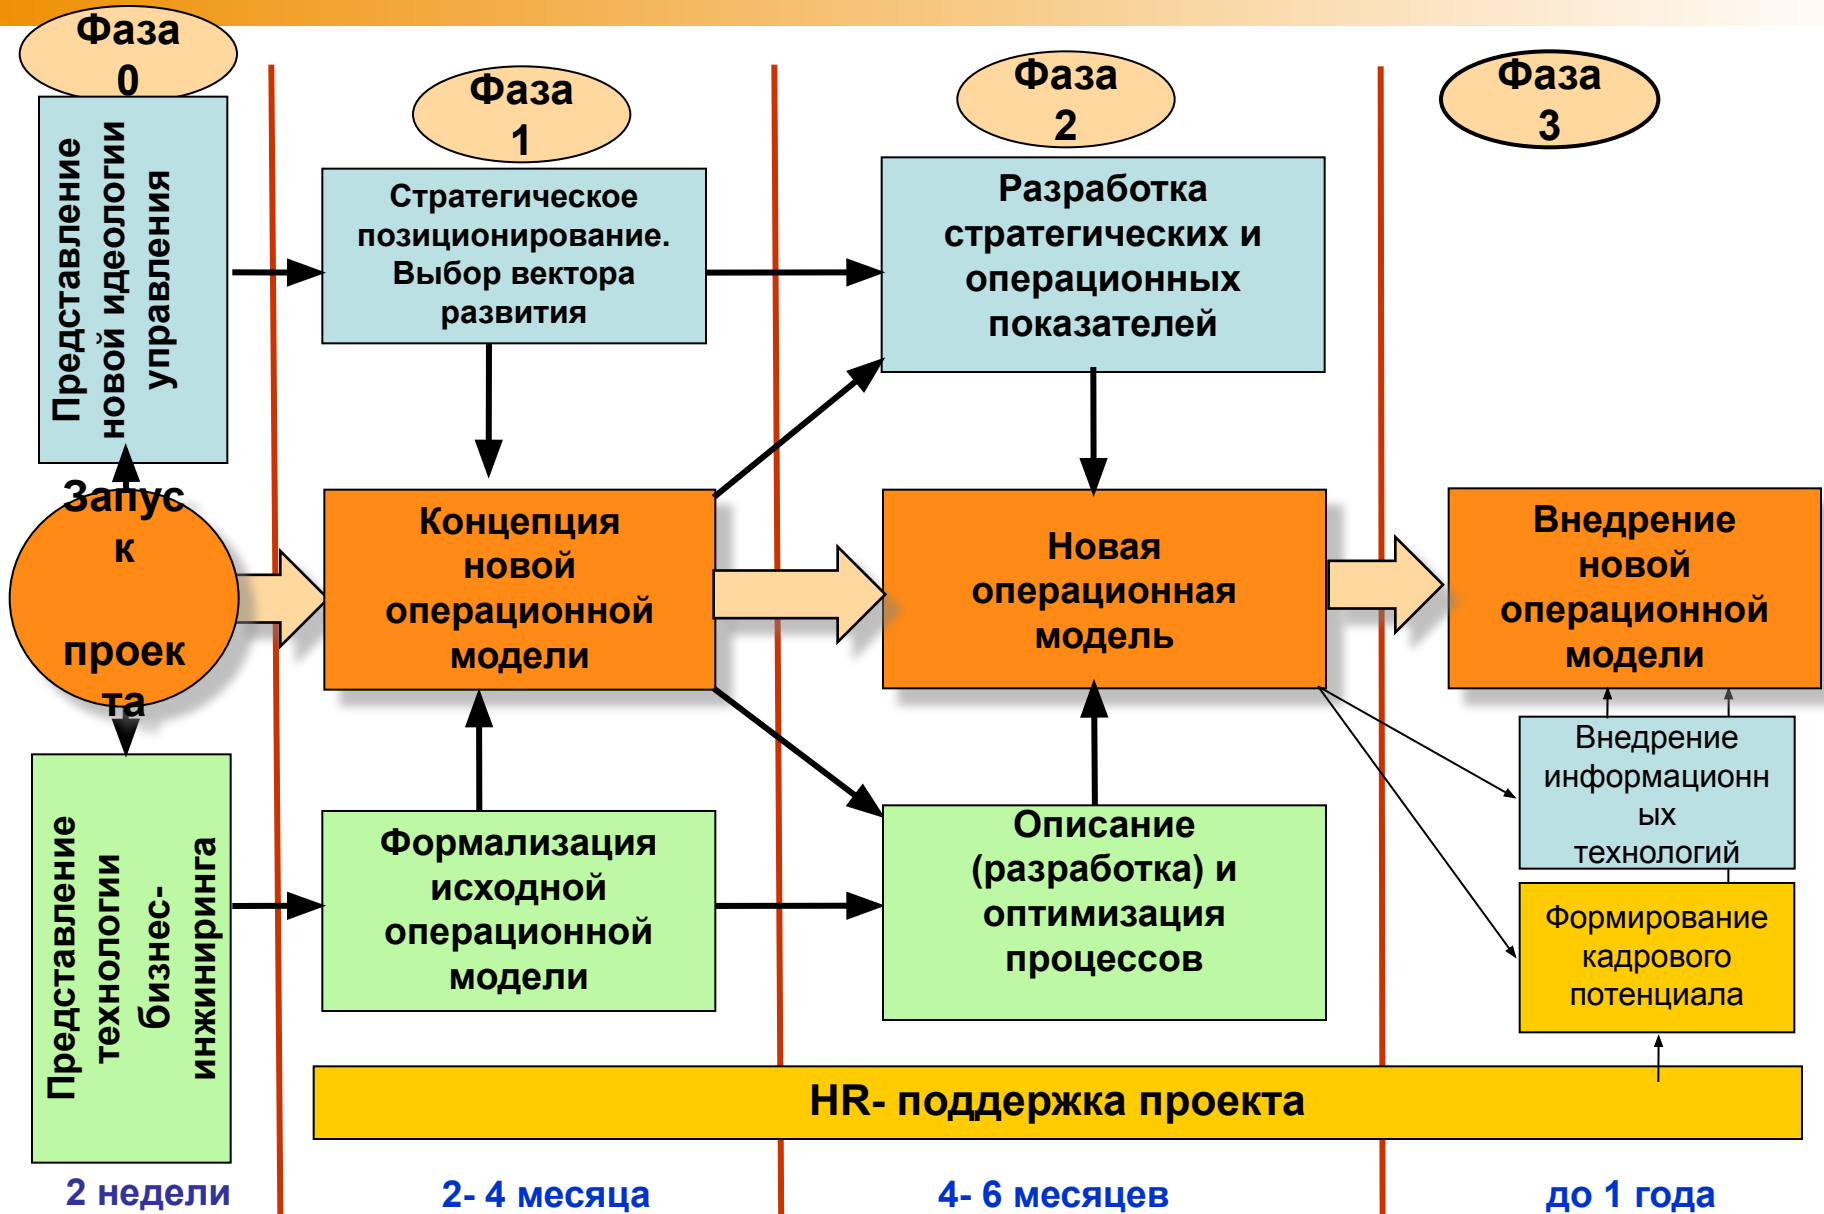 Фаза
0
Представление
новой идеологии
управления
Запус
к
проек
та
Представление
технологии
бизнес-
инжиниринга
2 недели
Фаза
1
Стратегическое
позиционирование.
Выбор вектора
развития
Концепция
новой
операционной
модели
Формализация
исходной
операционной
модели
2- 4 месяца
Фаза
2
Разработка
стратегических и
операционных
показателей
Новая
операционная
модель
Описание
(разработка) и
оптимизация
процессов
4- 6 месяцев
Фаза
3
Внедрение
новой
операционной
модели
Внедрение
информационн
ых
технологий
Формирование
кадрового
потенциала
HR- поддержка проекта
до 1 года